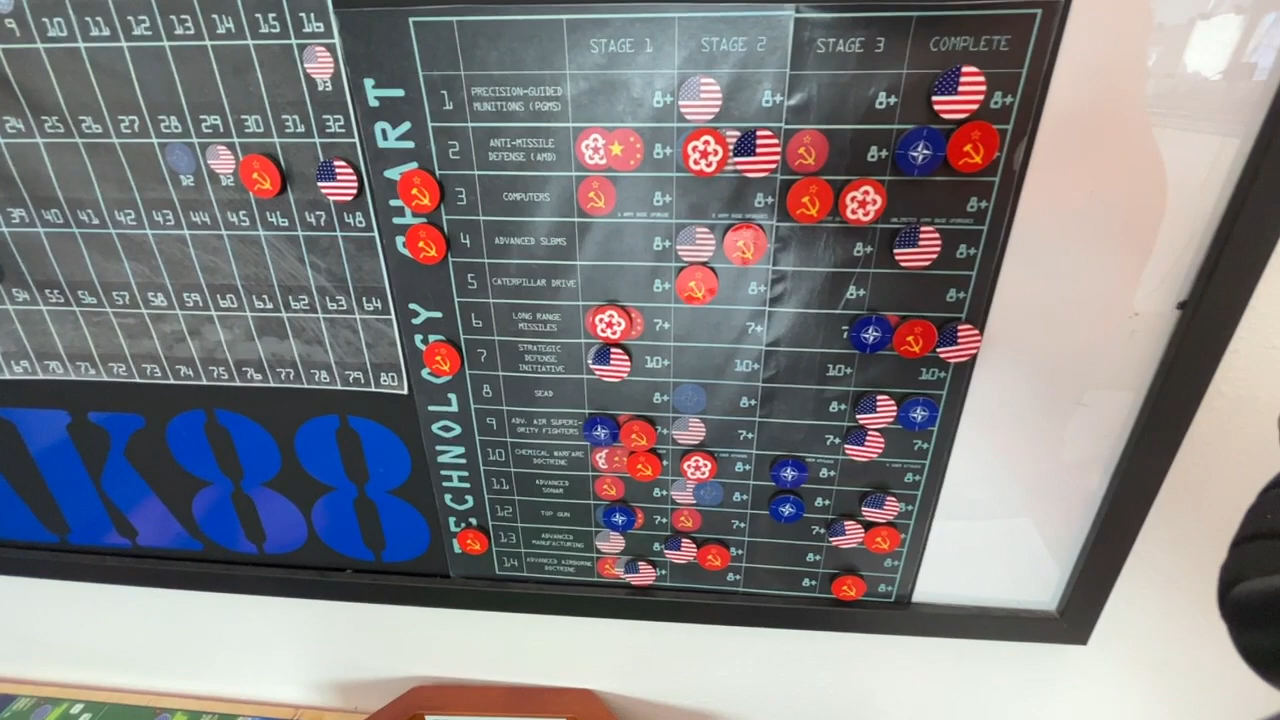 9 10 11 12 13 14 15 16
D3
24 25 26 27 28 29 30 31 32
D2 D2
39 40 41 42 43 44 45 46 47 48
54 55 56 57 58 59 60 61 62 63 64
69 70 71 72 73 74 75 76 77 78 79 80
K88
TECHNOLOGY CHART
STAGE 1 STAGE 2 STAGE 3 COMPLETE
1 PRECISION-GUIDED
MUNITIONS (PGMS) 8+ 8+ 8+ 8+
2 ANTI-MISSILE
DEFENSE (AMD) 8+ 8+
3 COMPUTERS 8+ 8+ 8+
4 ADVANCED SLBMS 8+ 8+ 8+
5 CATERPILLAR DRIVE 8+ 8+ 8+ 8+
6 LONG RANGE
MISSILES 7+ 7+ 7
7 STRATEGIC
DEFENSE
INITIATIVE 10+ 10+ 10+ 10+
8 SEAD 8+ 8+ 8+
9 ADV. AIR SUPERI-
ORITY FIGHTERS 7+ 7+ 7+ 7+
10 CHEMICAL WARFARE
DOCTRINE 8+ 8+ 8+
11 ADVANCED
SONAR 8+ 8+ 8+
12 TOP GUN 7+ 7+ 7+
13 ADVANCED
MANUFACTURING 8+ 8+ 8+
14 ADVANCED AIRBORNE
DOCTRINE 8+ 8+ 8+